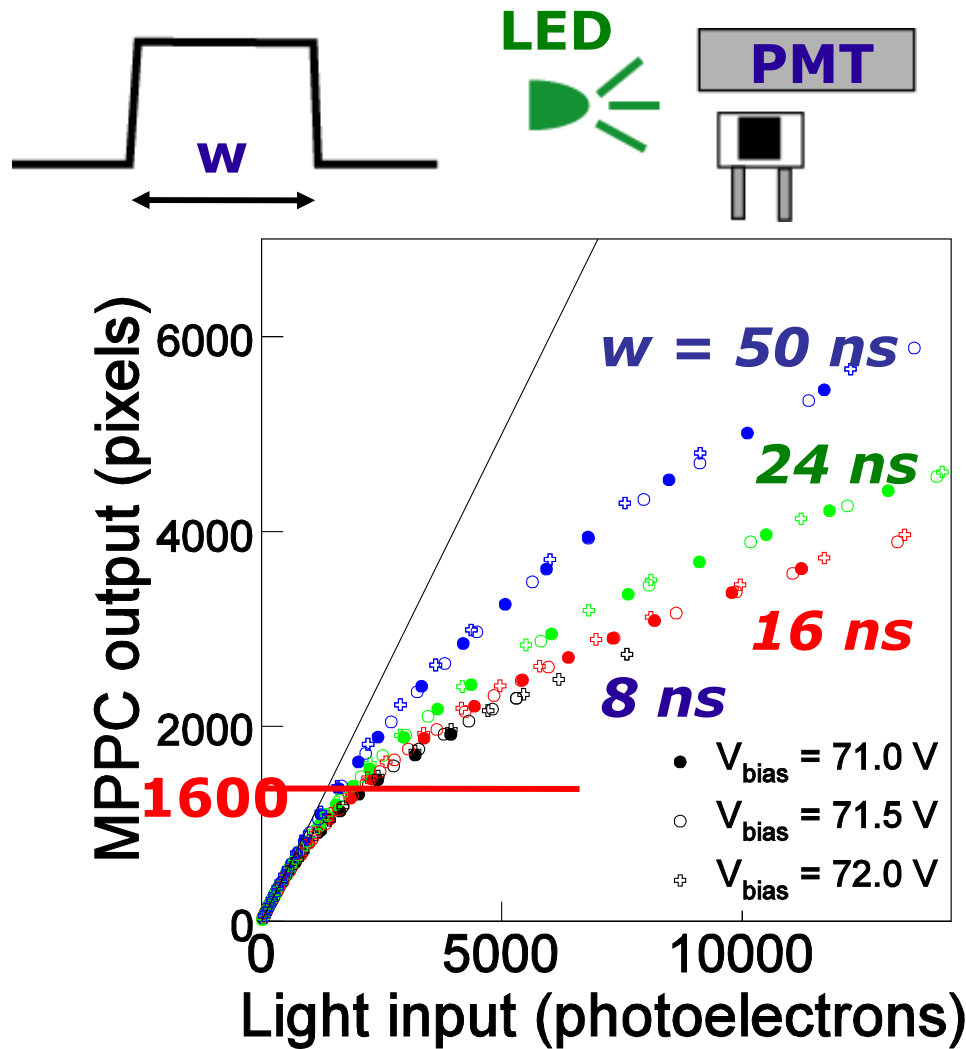 LED
PMT
w
MPPC output (pixels)
6000
4000
2000
0
1600
w = 50 ns
24 ns
16 ns
8 ns
Vbias = 71.0 V
Vbias = 71.5 V
Vbias = 72.0 V
0
5000
10000
Light input (photoelectrons)